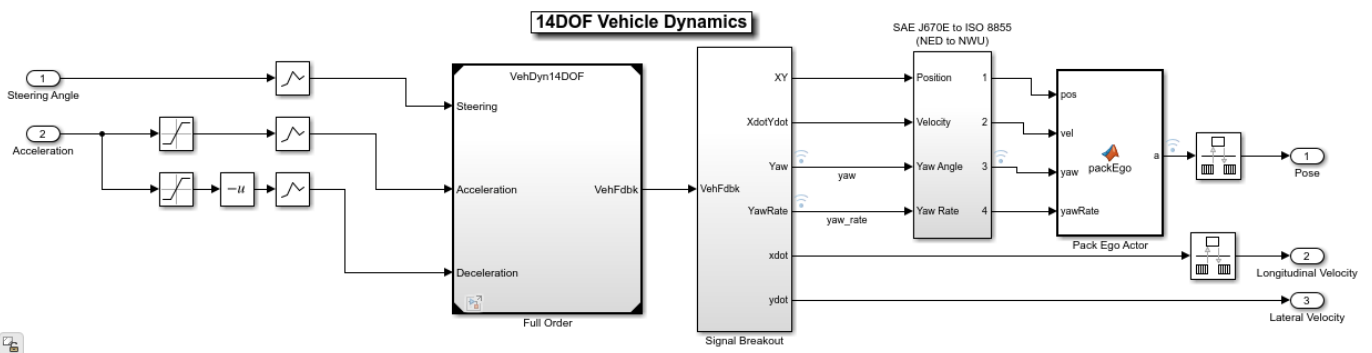 14DOF Vehicle Dynamics
1
Steering Angle
2
Acceleration
-u
VehDyn14DOF
Steering
Acceleration
VehFdbk
Deceleration
Full Order
VehFdbk
XY
XdotYdot
Yaw
YawRate
xdot
ydot
Signal Breakout
yaw
yaw_rate
SAE J670E to ISO 8855
(NED to NWU)
Position 1
Velocity 2
Yaw Angle 3
Yaw Rate 4
pos
vel
yaw
yawRate
packEgo
a
Pack Ego Actor
1
Pose
2
Longitudinal Velocity
3
Lateral Velocity